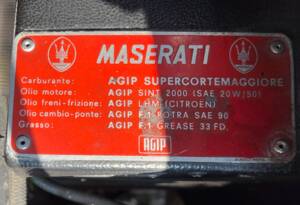 MASERATI
Carburante: AGIP SUPERCORTEMAGGIORE
Olio motore: AGIP SINT 2000 (SAE 20W/50)
Olio freni-frizione: AGIP LHM (CITROEN)
Olio cambio-ponte: AGIP F.1 ROTRA SAE 90
Grasso: AGIP F.1 GREASE 33 FD.
AGIP